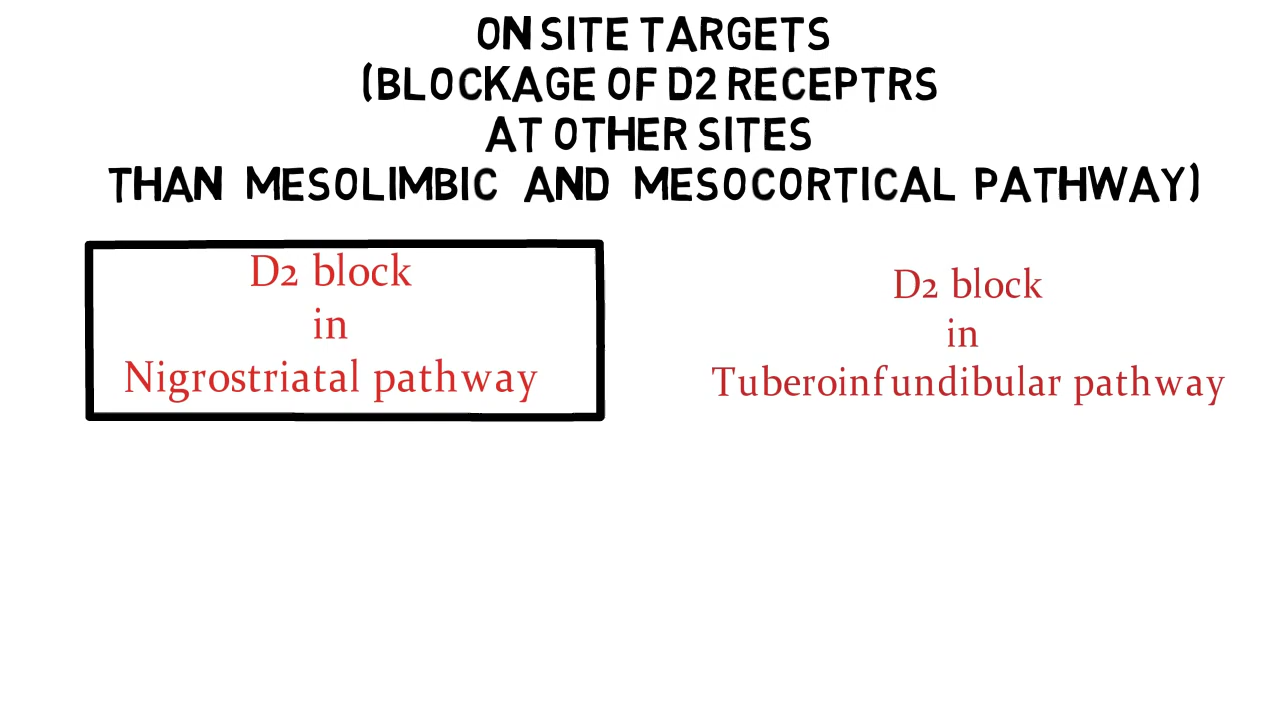 ON SITE TARGETS
(BLOCKAGE OF D2 RECEPTRS
AT OTHER SITES
THAN MESOLIMBIC AND MESOCORTICAL PATHWAY)
D2 block
in
Nigrostriatal pathway
D2 block
in
Tuberoinfundibular pathway